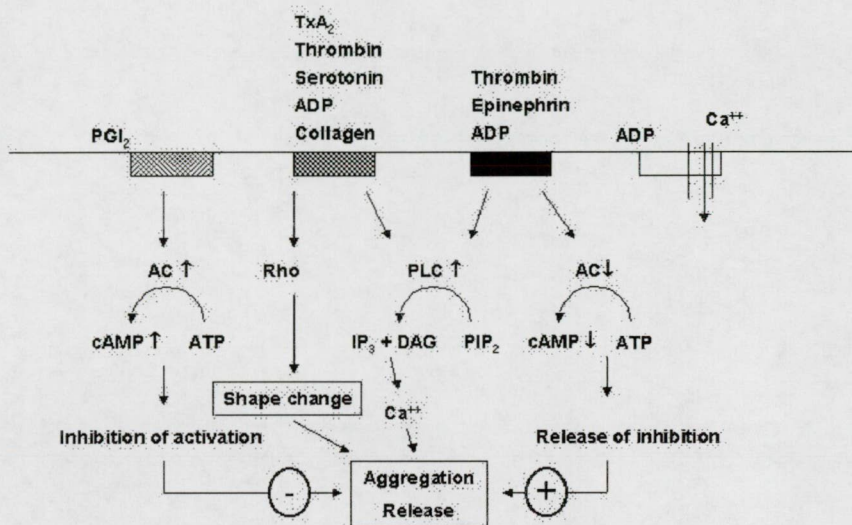 TxA₂
Thrombin
Serotonin
ADP
Collagen
Thrombin
Epinephrin
ADP
PGI₂
ADP
Ca⁺⁺
AC ↑
Rho
PLC ↑
AC ↓
cAMP ↑ ATP
IP₃ + DAG PIP₂
cAMP ↓ ATP
Shape change
Ca⁺⁺
Inhibition of activation
Release of inhibition
Aggregation
Release
-
+